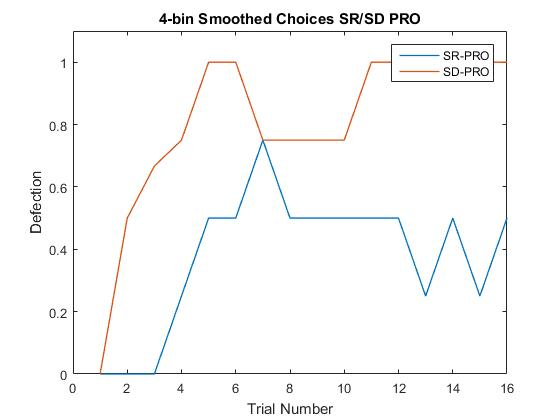 4-bin Smoothed Choices SR/SD PRO
SR-PRO
SD-PRO
1
0.8
0.6
0.4
0.2
0
Defection
0 2 4 6 8 10 12 14 16
Trial Number